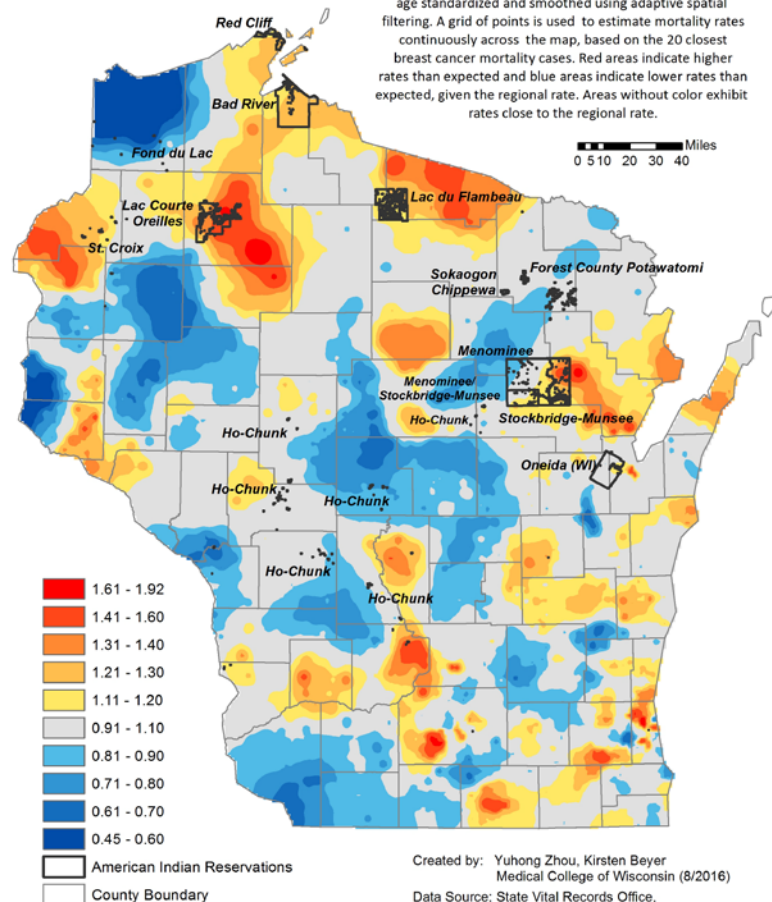 age standardized and smoothed using adaptive spatial
filtering. A grid of points is used to estimate mortality rates
continuously across the map, based on the 20 closest
breast cancer mortality cases. Red areas indicate higher
rates than expected and blue areas indicate lower rates than
expected, given the regional rate. Areas without color exhibit
rates close to the regional rate.
Miles
0 5 10 20 30 40
Red Cliff
Bad River
Fond du Lac
Lac Courte
Oreilles
Lac du Flambeau
St. Croix
Sokaogon
Chippewa
Forest County Potawatomi
Menominee
Menominee/
Stockbridge-Munsee
Stockbridge-Munsee
Ho-Chunk
Ho-Chunk
Oneida (WI)
Ho-Chunk
Ho-Chunk
Ho-Chunk
Ho-Chunk
1.61 - 1.92
1.41 - 1.60
1.31 - 1.40
1.21 - 1.30
1.11 - 1.20
0.91 - 1.10
0.81 - 0.90
0.71 - 0.80
0.61 - 0.70
0.45 - 0.60
American Indian Reservations
County Boundary
Created by: Yuhong Zhou, Kirsten Beyer
Medical College of Wisconsin (8/2016)
Data Source: State Vital Records Office,